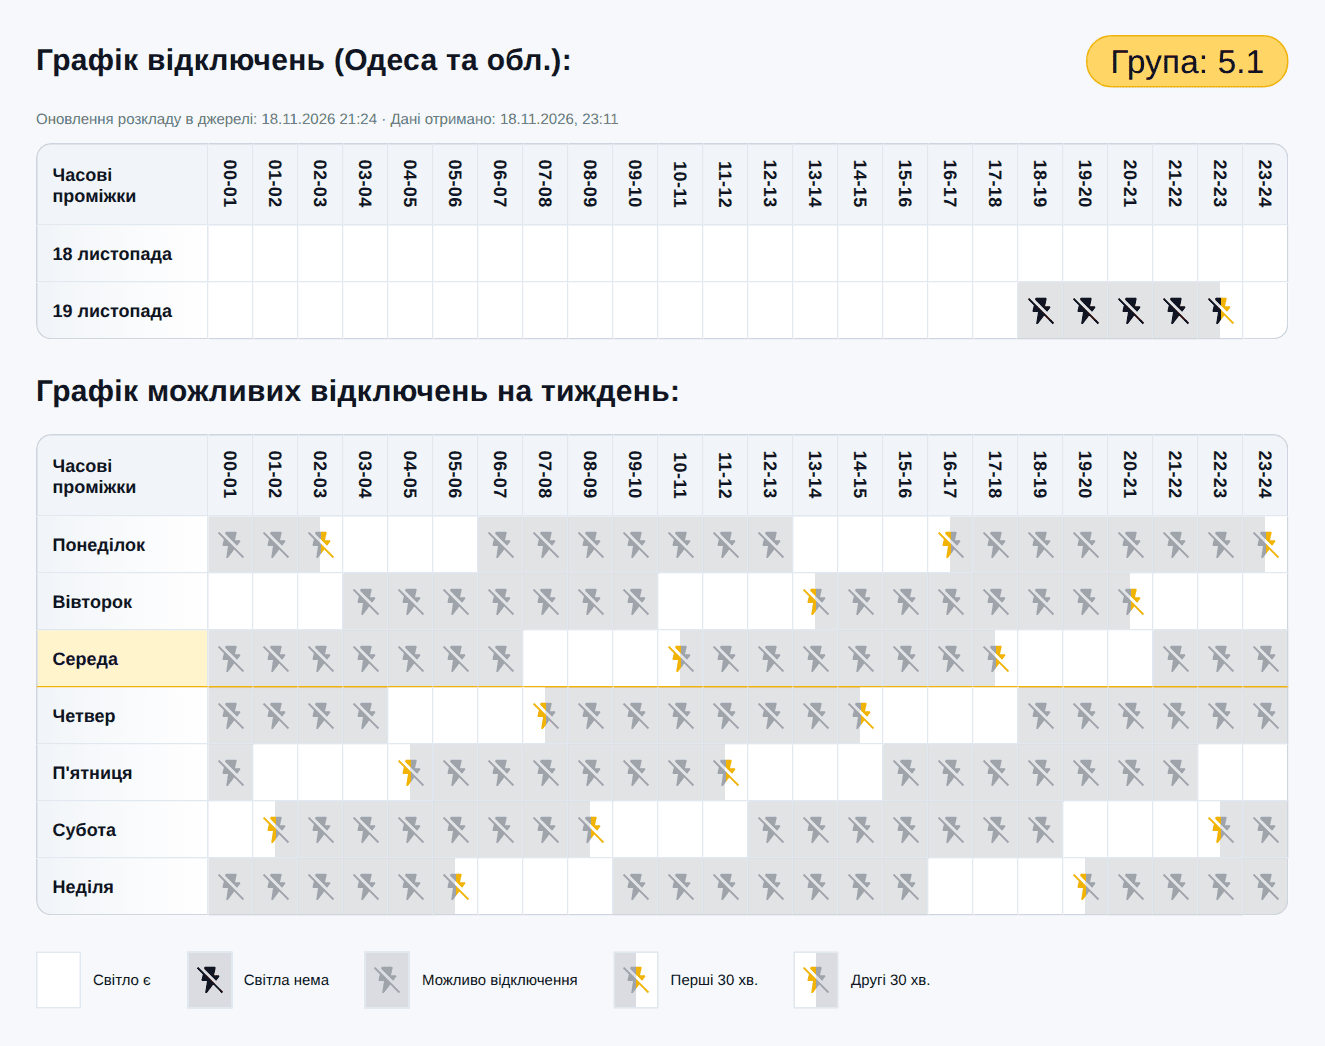 Графік відключень (Одеса та обл.):
Група: 5.1
Оновлення розкладу в джерелі: 18.11.2026 21:24 · Дані отримано: 18.11.2026, 23:11
Часові проміжки 00-01 01-02 02-03 03-04 04-05 05-06 06-07 07-08 08-09 09-10 10-11 11-12 12-13 13-14 14-15 15-16 16-17 17-18 18-19 19-20 20-21 21-22 22-23 23-24
18 листопада
19 листопада
Графік можливих відключень на тиждень:
Часові проміжки 00-01 01-02 02-03 03-04 04-05 05-06 06-07 07-08 08-09 09-10 10-11 11-12 12-13 13-14 14-15 15-16 16-17 17-18 18-19 19-20 20-21 21-22 22-23 23-24
Понеділок
Вівторок
Середа
Четвер
П'ятниця
Субота
Неділя
Світло є Світла нема Можливо відключення Перші 30 хв. Другі 30 хв.